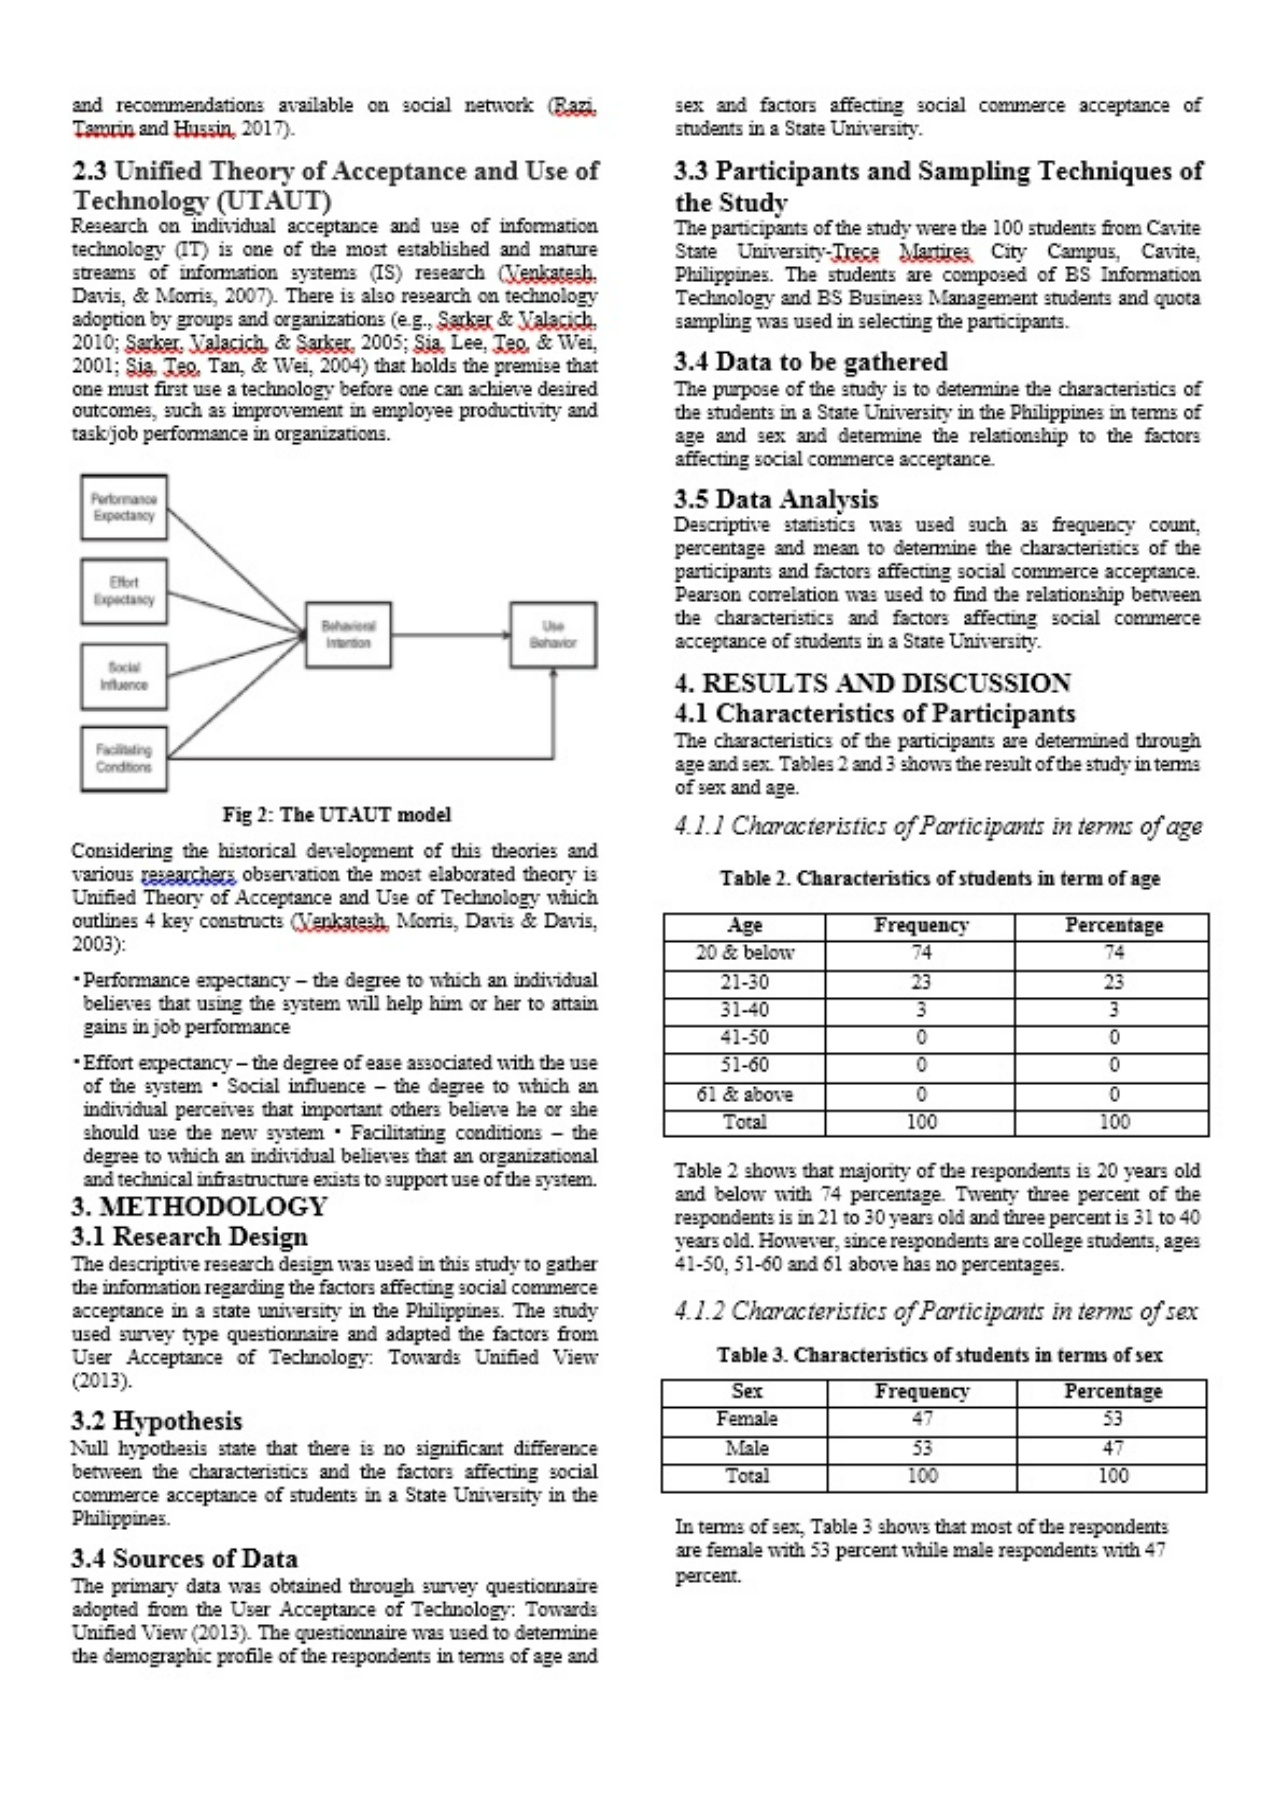 and recommendations available on social network (Razi,
Tamrin and Hussin, 2017).
2.3 Unified Theory of Acceptance and Use of
Technology (UTAUT)
Research on individual acceptance and use of information
technology (IT) is one of the most established and mature
streams of information systems (IS) research (Venkatesh,
Davis, & Morris, 2007). There is also research on technology
adoption by groups and organizations (e.g., Sarker & Valacich,
2010; Sarker, Valacich, & Sarker, 2005; Sia, Lee, Teo, & Wei,
2001; Sia, Teo, Tan, & Wei, 2004) that holds the premise that
one must first use a technology before one can achieve desired
outcomes, such as improvement in employee productivity and
task/job performance in organizations.
Performance
Expectancy
Effort
Expectancy
Social
Influence
Facilitating
Conditions
Behavioral
Intention
Use
Behavior
Fig 2: The UTAUT model
Considering the historical development of this theories and
various researchers observation the most elaborated theory is
Unified Theory of Acceptance and Use of Technology which
outlines 4 key constructs (Venkatesh, Morris, Davis & Davis,
2003):
• Performance expectancy – the degree to which an individual
believes that using the system will help him or her to attain
gains in job performance
• Effort expectancy – the degree of ease associated with the use
of the system • Social influence – the degree to which an
individual perceives that important others believe he or she
should use the new system • Facilitating conditions – the
degree to which an individual believes that an organizational
and technical infrastructure exists to support use of the system.
3. METHODOLOGY
3.1 Research Design
The descriptive research design was used in this study to gather
the information regarding the factors affecting social commerce
acceptance in a state university in the Philippines. The study
used survey type questionnaire and adapted the factors from
User Acceptance of Technology: Towards Unified View
(2013).
3.2 Hypothesis
Null hypothesis state that there is no significant difference
between the characteristics and the factors affecting social
commerce acceptance of students in a State University in the
Philippines.
3.4 Sources of Data
The primary data was obtained through survey questionnaire
adopted from the User Acceptance of Technology: Towards
Unified View (2013). The questionnaire was used to determine
the demographic profile of the respondents in terms of age and
sex and factors affecting social commerce acceptance of
students in a State University.
3.3 Participants and Sampling Techniques of
the Study
The participants of the study were the 100 students from Cavite
State University-Trece Martires City Campus, Cavite,
Philippines. The students are composed of BS Information
Technology and BS Business Management students and quota
sampling was used in selecting the participants.
3.4 Data to be gathered
The purpose of the study is to determine the characteristics of
the students in a State University in the Philippines in terms of
age and sex and determine the relationship to the factors
affecting social commerce acceptance.
3.5 Data Analysis
Descriptive statistics was used such as frequency count,
percentage and mean to determine the characteristics of the
participants and factors affecting social commerce acceptance.
Pearson correlation was used to find the relationship between
the characteristics and factors affecting social commerce
acceptance of students in a State University.
4. RESULTS AND DISCUSSION
4.1 Characteristics of Participants
The characteristics of the participants are determined through
age and sex. Tables 2 and 3 shows the result of the study in terms
of sex and age.
4.1.1 Characteristics of Participants in terms of age
Table 2. Characteristics of students in term of age
Age Frequency Percentage
20 & below 74 74
21-30 23 23
31-40 3 3
41-50 0 0
51-60 0 0
61 & above 0 0
Total 100 100
Table 2 shows that majority of the respondents is 20 years old
and below with 74 percentage. Twenty three percent of the
respondents is in 21 to 30 years old and three percent is 31 to 40
years old. However, since respondents are college students, ages
41-50, 51-60 and 61 above has no percentages.
4.1.2 Characteristics of Participants in terms of sex
Table 3. Characteristics of students in terms of sex
Sex Frequency Percentage
Female 47 53
Male 53 47
Total 100 100
In terms of sex, Table 3 shows that most of the respondents
are female with 53 percent while male respondents with 47
percent.